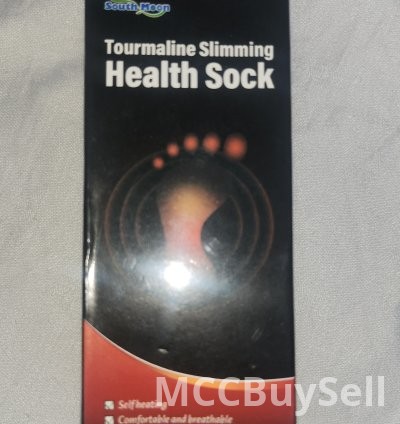 South Moon
Tourmaline Slimming
Health Sock
Self heating
Comfortable and breathable
MCCBuySell